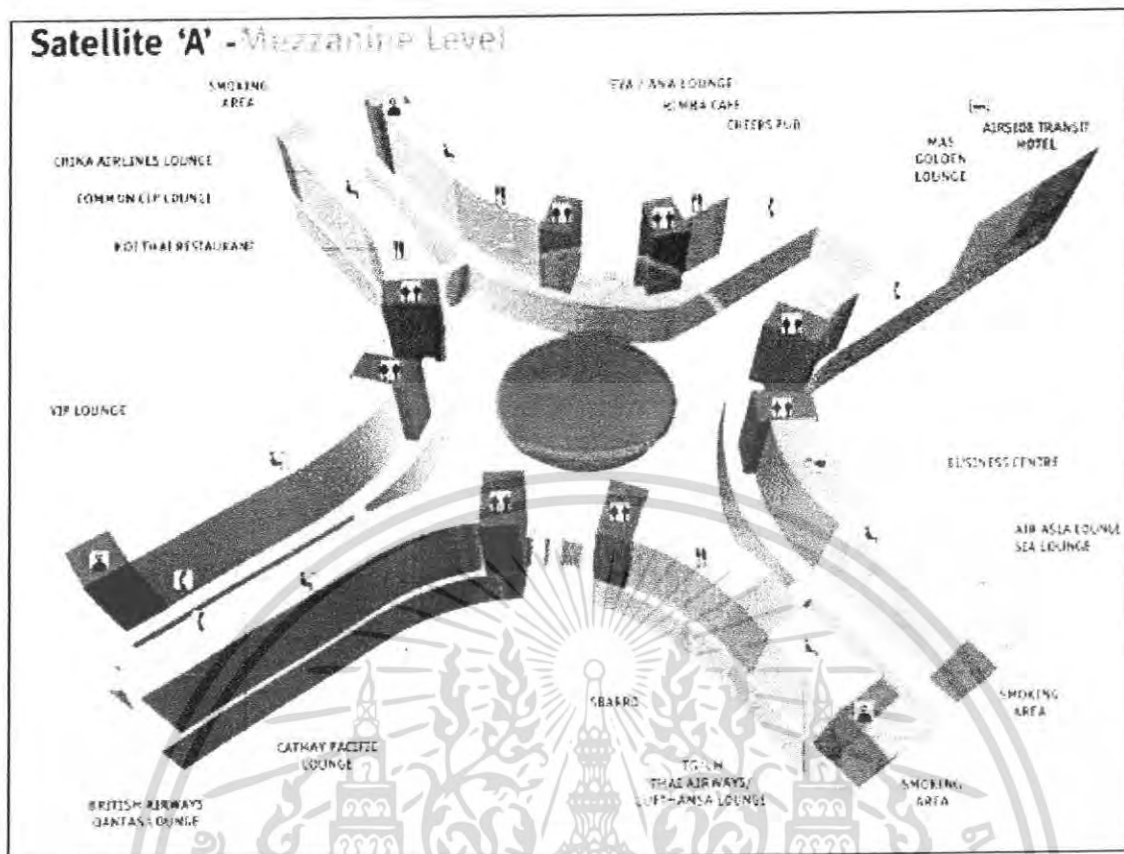 Satellite 'A' - Mezzanine Level
SMOKING
AREA
EVA / ANA LOUNGE
RIMBA CAFE
CHEERS PUB
AIRSIDE TRANSIT
HOTEL
MAS
GOLDEN
LOUNGE
CHINA AIRLINES LOUNGE
COMMON CIP LOUNGE
KOI THAI RESTAURANT
VIP LOUNGE
BUSINESS CENTRE
AIR ASIA LOUNGE
SEA LOUNGE
SMOKING
AREA
SBARRO
CATHAY PACIFIC
LOUNGE
THAI AIRWAYS/
LUFTHANSA LOUNGE
SMOKING
AREA
BRITISH AIRWAYS
QANTAS LOUNGE